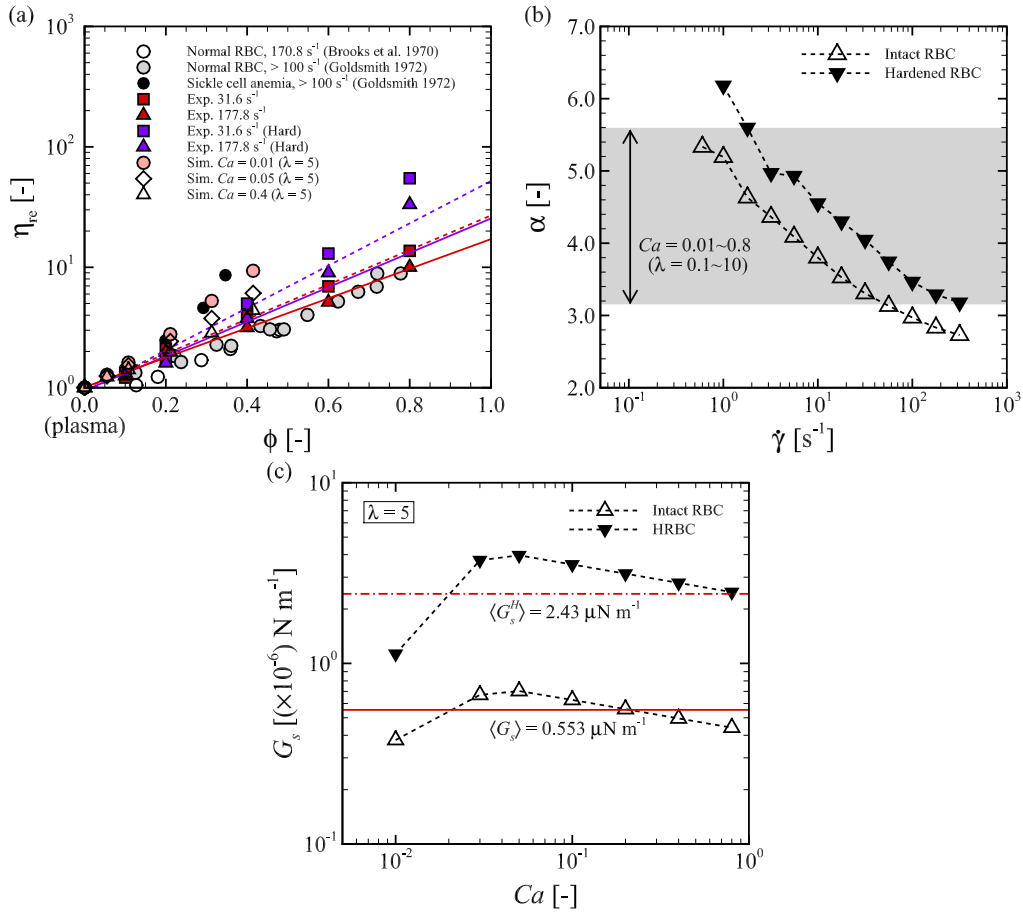 (a)
10³
10²
10¹
10⁰
η_re [-]
Normal RBC, 170.8 s⁻¹ (Brooks et al. 1970)
Normal RBC, > 100 s⁻¹ (Goldsmith 1972)
Sickle cell anemia, > 100 s⁻¹ (Goldsmith 1972)
Exp. 31.6 s⁻¹
Exp. 177.8 s⁻¹
Exp. 31.6 s⁻¹ (Hard)
Exp. 177.8 s⁻¹ (Hard)
Sim. Ca = 0.01 (λ = 5)
Sim. Ca = 0.05 (λ = 5)
Sim. Ca = 0.4 (λ = 5)
0.0 0.2 0.4 0.6 0.8 1.0
(plasma)
ϕ [-]
(b)
7.0
6.0
5.0
4.0
3.0
2.0
α [-]
Intact RBC
Hardened RBC
Ca = 0.01~0.8
(λ = 0.1~10)
10⁻¹ 10⁰ 10¹ 10² 10³
γ̇ [s⁻¹]
(c)
10¹
10⁰
10⁻¹
G_s [(×10⁻⁶) N m⁻¹]
λ = 5
Intact RBC
HRBC
⟨G_s^H⟩ = 2.43 μN m⁻¹
⟨G_s⟩ = 0.553 μN m⁻¹
10⁻² 10⁻¹ 10⁰
Ca [-]